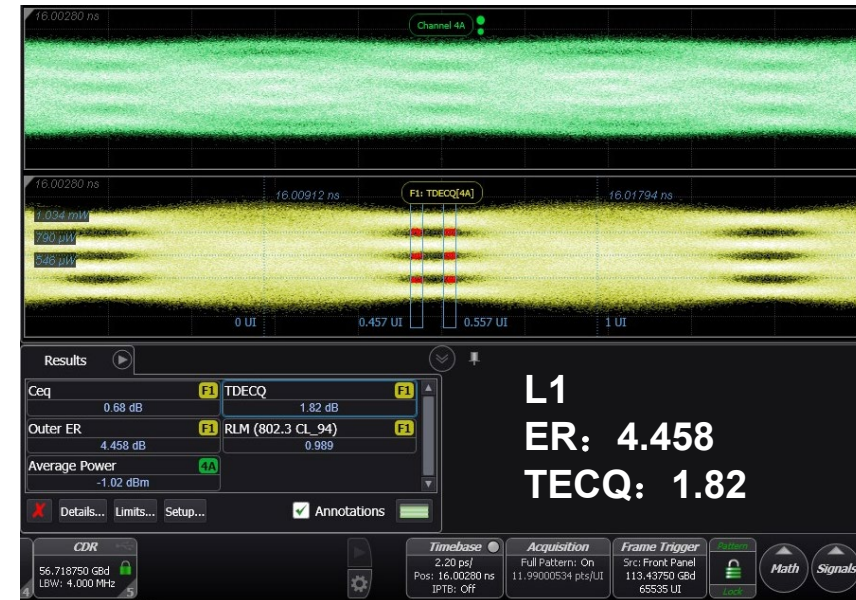 16.00280 ns
Channel 4A
16.00280 ns
F1: TDECQ[4A]
16.00912 ns
16.01794 ns
1.034 mW
790 µW
546 µW
0 UI
0.457 UI
0.557 UI
1 UI
Results
Ceq F1 TDECQ F1
0.68 dB 1.82 dB
Outer ER F1 RLM (802.3 CL_94) F1
4.458 dB 0.989
Average Power 4A
-1.02 dBm
X Details... Limits... Setup... Annotations
L1
ER：4.458
TECQ：1.82
4
CDR
56.718750 GBd
LBW: 4.000 MHz
5
Timebase
2.20 ps/
Pos: 16.00280 ns
IPTB: Off
Acquisition
Full Pattern: On
11.99000534 pts/UI
Frame Trigger
Src: Front Panel
113.43750 GBd
65535 UI
Pattern
Lock
Math
Signals